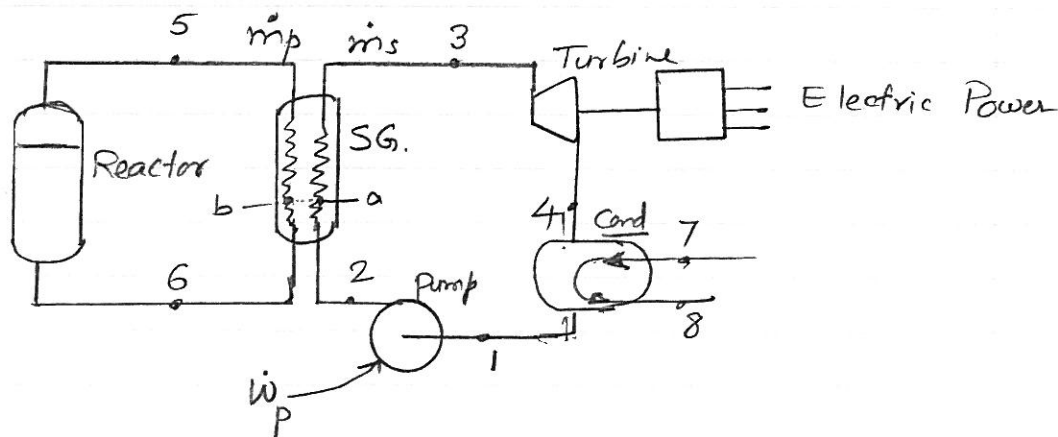 5
ṁp
ṁs
3
Turbine
Electric Power
Reactor
SG.
b
a
4
Cond
7
6
2
pump
8
1
Ẇp